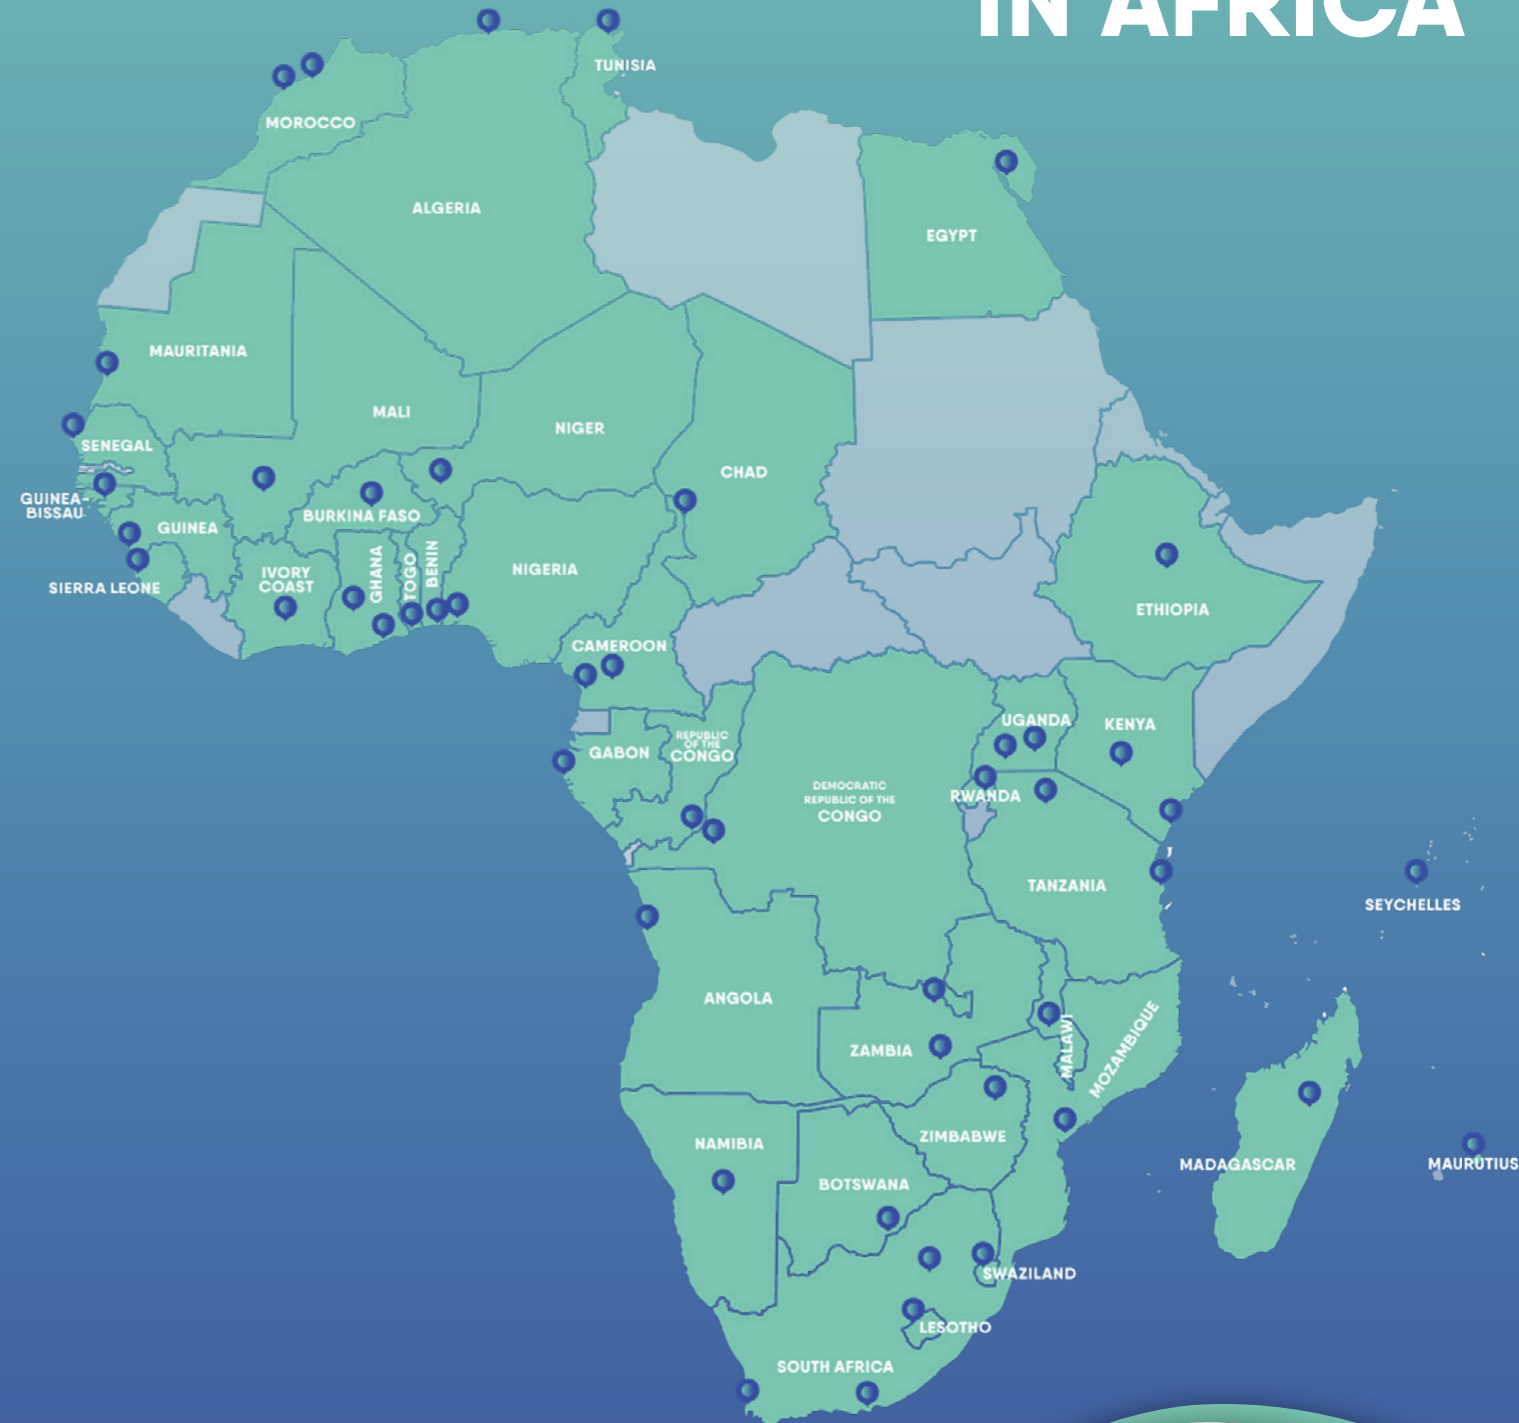 IN AFRICA
TUNISIA
MOROCCO
ALGERIA
EGYPT
MAURITANIA
MALI
NIGER
CHAD
SENEGAL
GUINEA-
BISSAU
GUINEA
BURKINA FASO
SIERRA LEONE
IVORY
COAST
GHANA
TOGO
BENIN
NIGERIA
ETHIOPIA
CAMEROON
GABON
REPUBLIC
OF THE
CONGO
UGANDA
KENYA
DEMOCRATIC
REPUBLIC OF THE
CONGO
RWANDA
TANZANIA
SEYCHELLES
ANGOLA
ZAMBIA
MALAWI
MOZAMBIQUE
NAMIBIA
ZIMBABWE
BOTSWANA
MADAGASCAR
MAURUTIUS
SWAZILAND
LESOTHO
SOUTH AFRICA